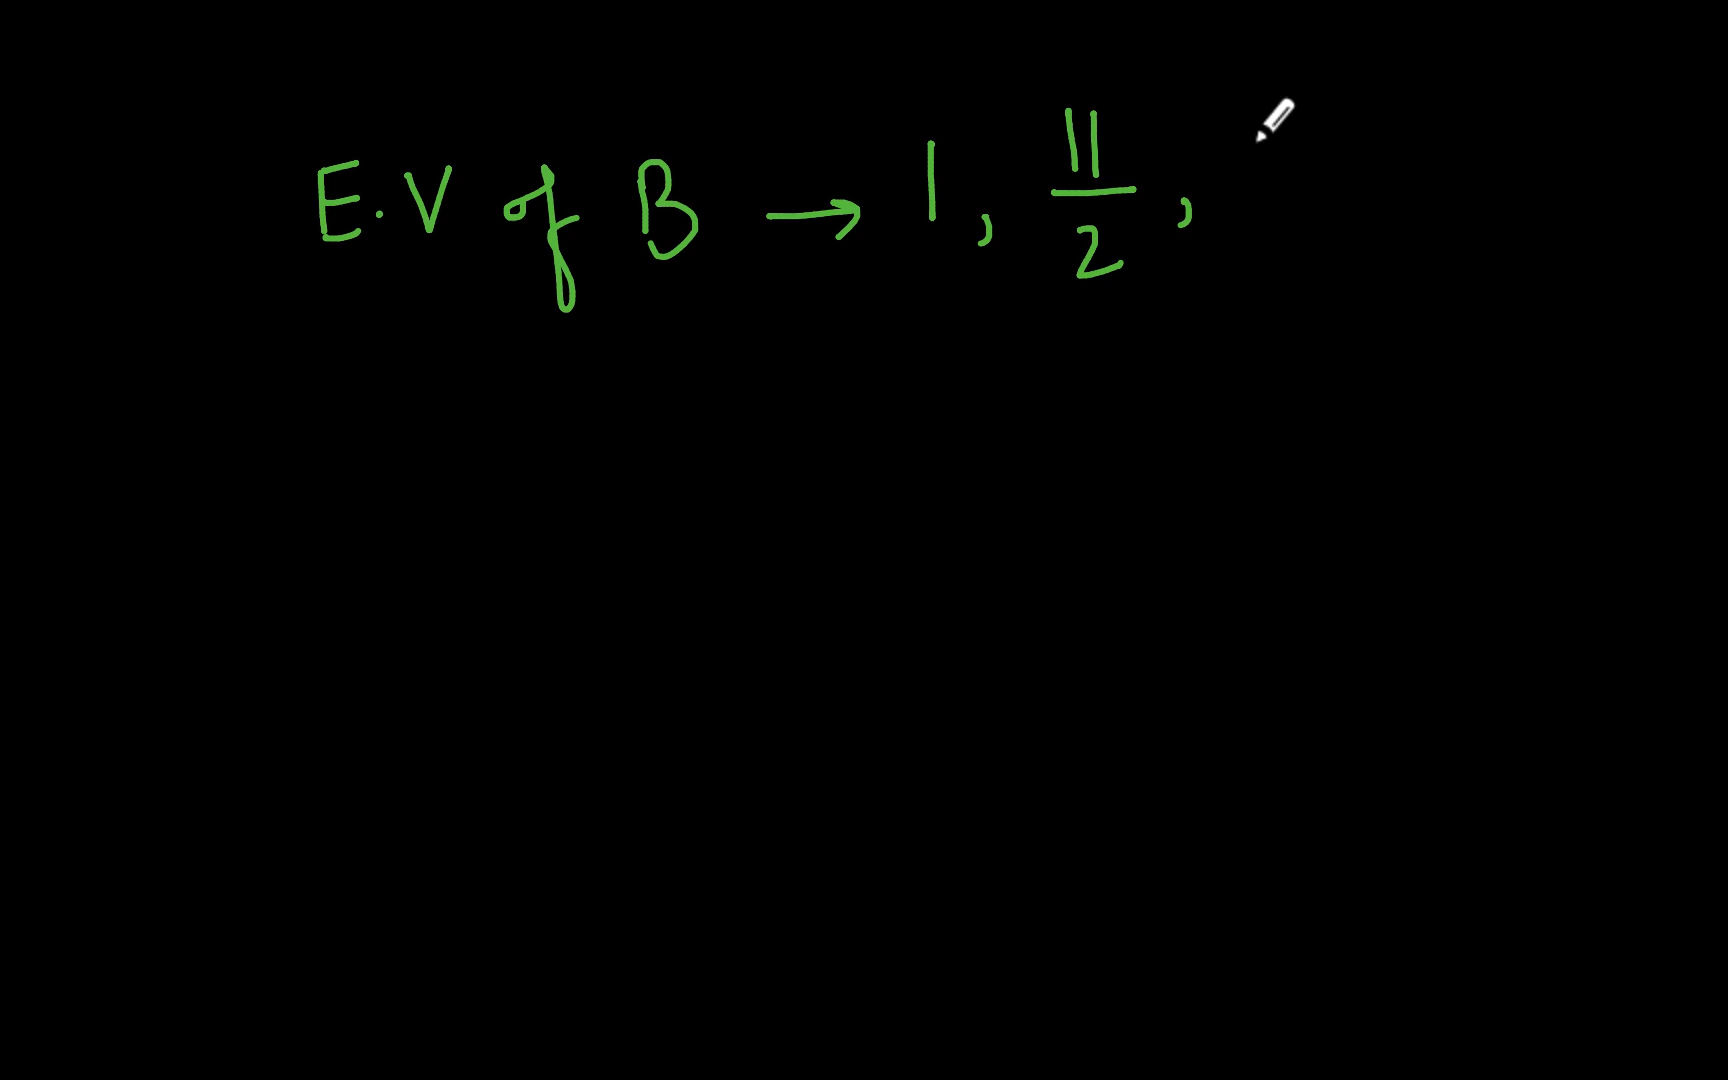 E.V of B → 1, 11/2,